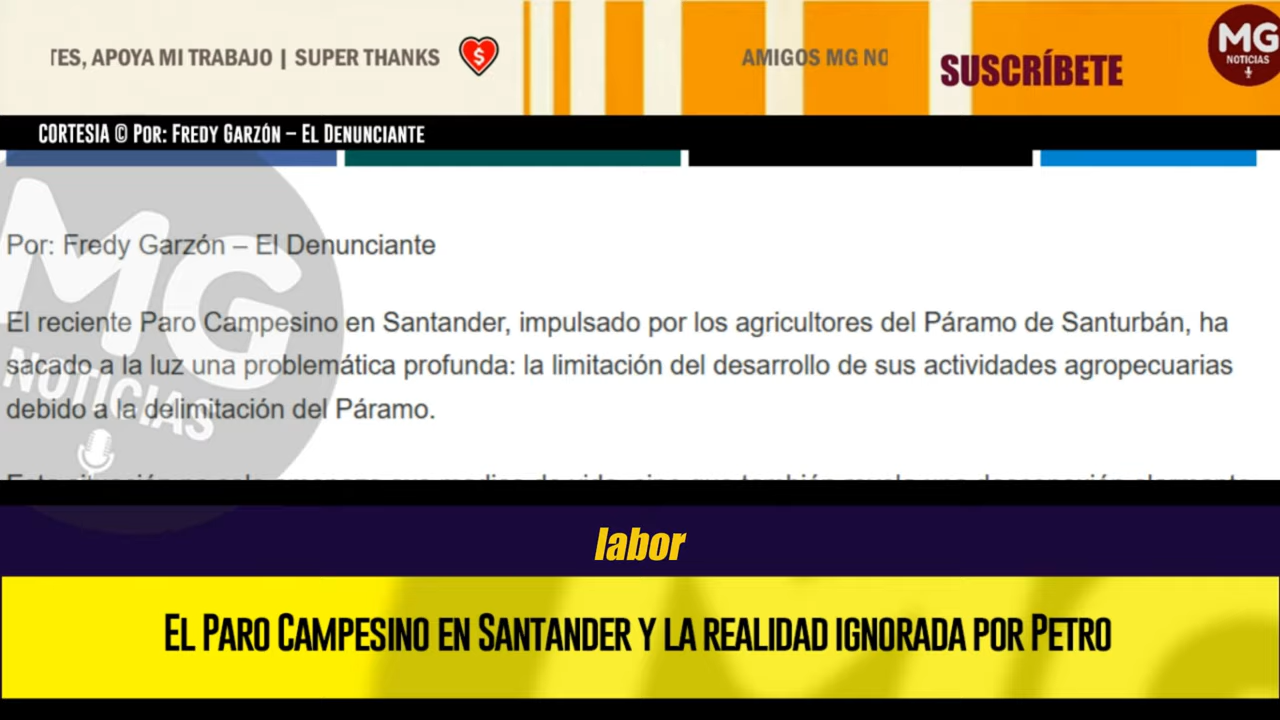 TES, APOYA MI TRABAJO | SUPER THANKS
AMIGOS MG
SUSCRÍBETE
MG
NOTICIAS
CORTESIA © Por: Fredy Garzón – El Denunciante
MG
NOTICIAS
Por: Fredy Garzón – El Denunciante
El reciente Paro Campesino en Santander, impulsado por los agricultores del Páramo de Santurbán, ha
sacado a la luz una problemática profunda: la limitación del desarrollo de sus actividades agropecuarias
debido a la delimitación del Páramo.
labor
El Paro Campesino en Santander y la realidad ignorada por Petro